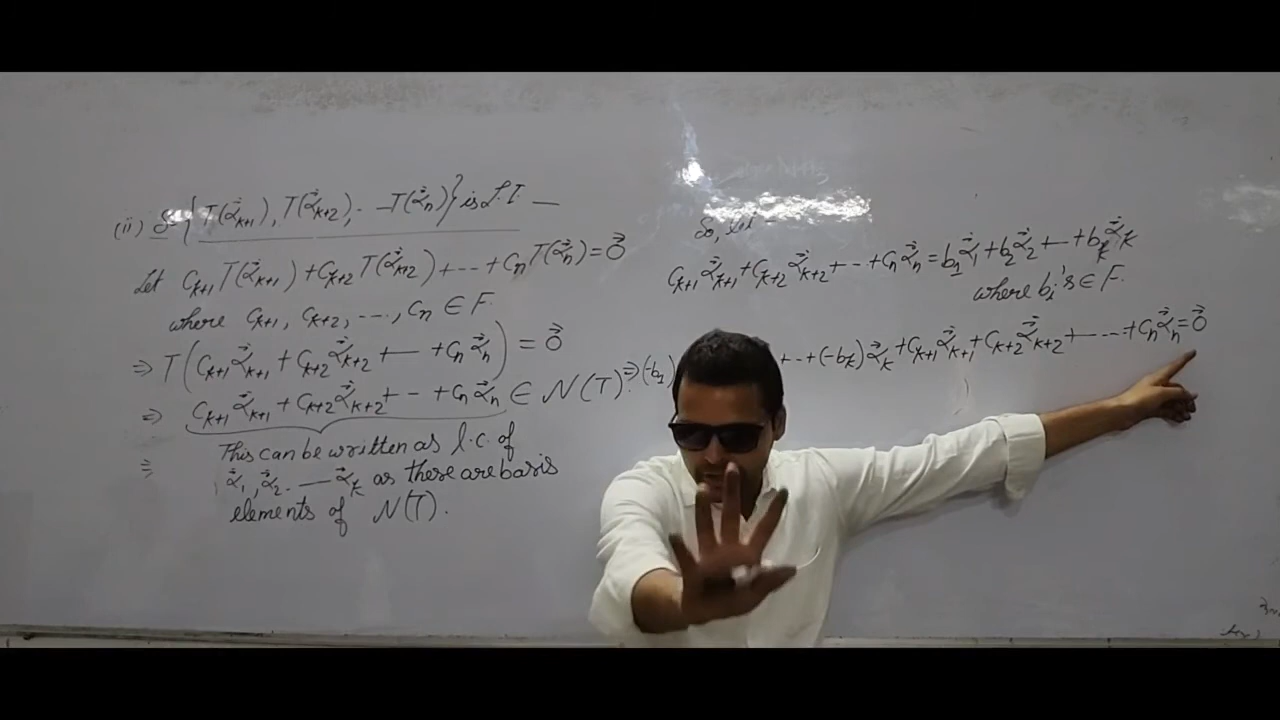 (ii) S = {T(α⃗ₖ₊₁), T(α⃗ₖ₊₂), - - T(α⃗ₙ)} is L.I. —
Let Cₖ₊₁T(α⃗ₖ₊₁) + Cₖ₊₂T(α⃗ₖ₊₂) + -- + CₙT(α⃗ₙ) = 0⃗
where Cₖ₊₁, Cₖ₊₂, ---, Cₙ ∈ F.
⇒ T(Cₖ₊₁α⃗ₖ₊₁ + Cₖ₊₂α⃗ₖ₊₂ + -- + Cₙα⃗ₙ) = 0⃗
⇒ Cₖ₊₁α⃗ₖ₊₁ + Cₖ₊₂α⃗ₖ₊₂ + -- + Cₙα⃗ₙ ∈ N(T).
This can be written as l.c. of
⇒ α⃗₁, α⃗₂, -- α⃗ₖ as these are basis
elements of N(T).
So, let -
Cₖ₊₁α⃗ₖ₊₁ + Cₖ₊₂α⃗ₖ₊₂ + -- + Cₙα⃗ₙ = b₁α⃗₁ + b₂α⃗₂ + -- + bₖα⃗ₖ
where bᵢ's ∈ F.
⇒ (-b₁) + -- + (-bₖ)α⃗ₖ + Cₖ₊₁α⃗ₖ₊₁ + Cₖ₊₂α⃗ₖ₊₂ + ---- + Cₙα⃗ₙ = 0⃗